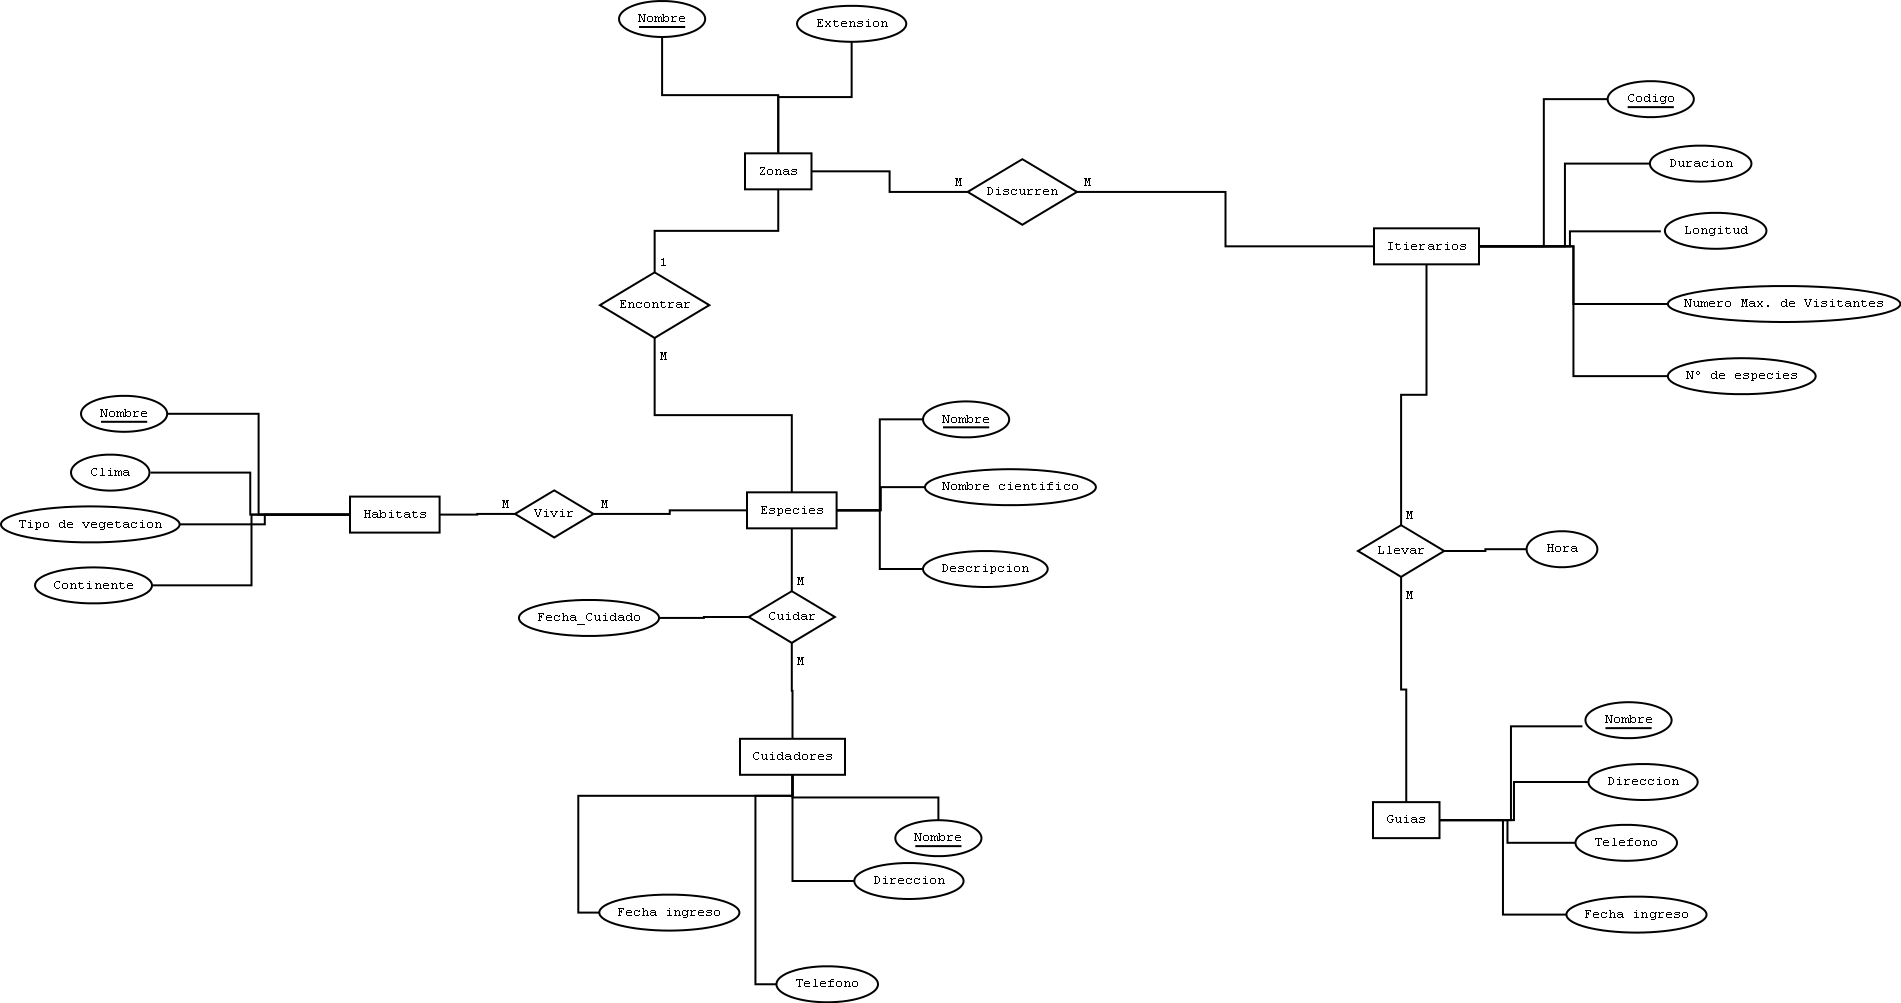 Nombre
Extension
Codigo
Duracion
Zonas
M
M
Discurren
Longitud
Itierarios
1
Encontrar
Numero Max. de Visitantes
M
N° de especies
Nombre
Nombre
Clima
Nombre cientifico
M
M
Especies
Vivir
Habitats
M
Tipo de vegetacion
Llevar
Hora
Descripcion
M
Continente
M
Fecha_Cuidado
Cuidar
M
Nombre
Cuidadores
Direccion
Guias
Nombre
Telefono
Direccion
Fecha ingreso
Fecha ingreso
Telefono